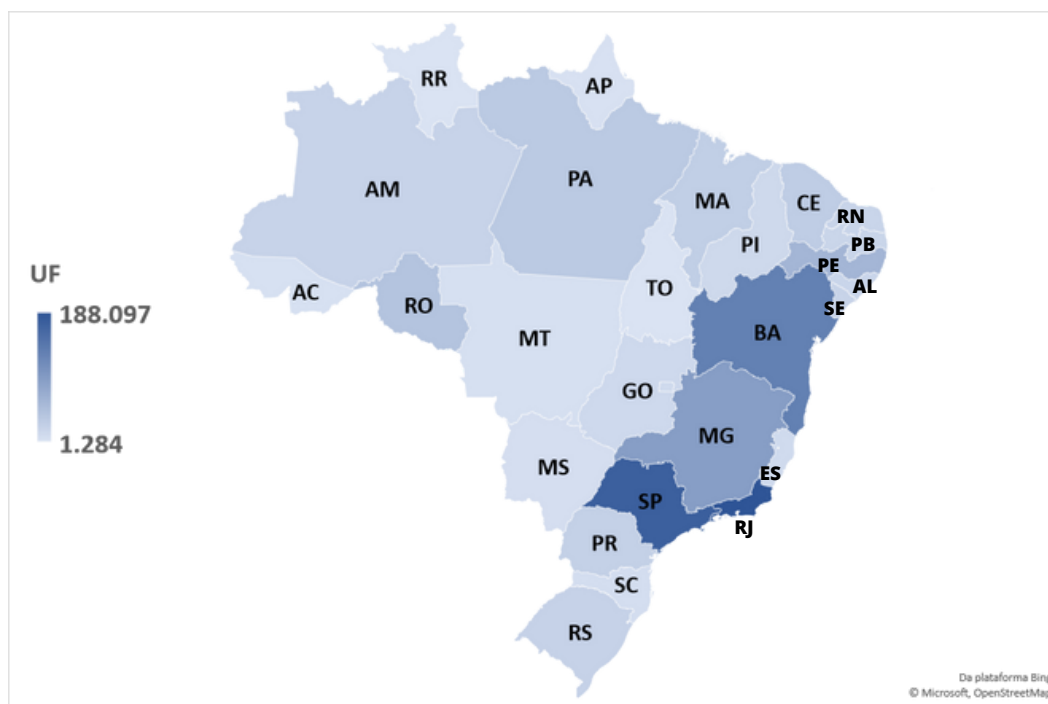 RR
AP
AM
PA
MA
CE
RN
PI
PB
PE
UF
AC
RO
TO
AL
SE
188.097
MT
BA
GO
1.284
MG
MS
ES
SP
RJ
PR
SC
RS
Da plataforma Bing
© Microsoft, OpenStreetMap